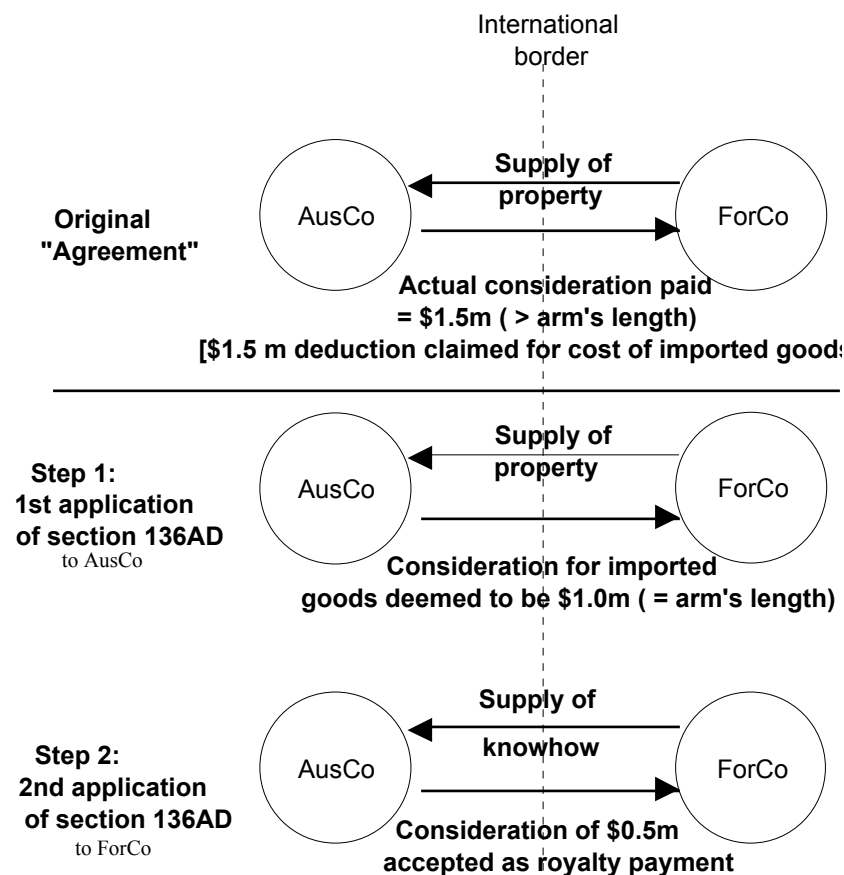 International
border
Supply of
property
AusCo
ForCo
Original
"Agreement"
Actual consideration paid
= $1.5m ( > arm's length)
[$1.5 m deduction claimed for cost of imported goods
Supply of
property
Step 1:
1st application
of section 136AD
to AusCo
AusCo
ForCo
Consideration for imported
goods deemed to be $1.0m ( = arm's length)
Supply of
knowhow
Step 2:
2nd application
of section 136AD
to ForCo
AusCo
ForCo
Consideration of $0.5m
accepted as royalty payment